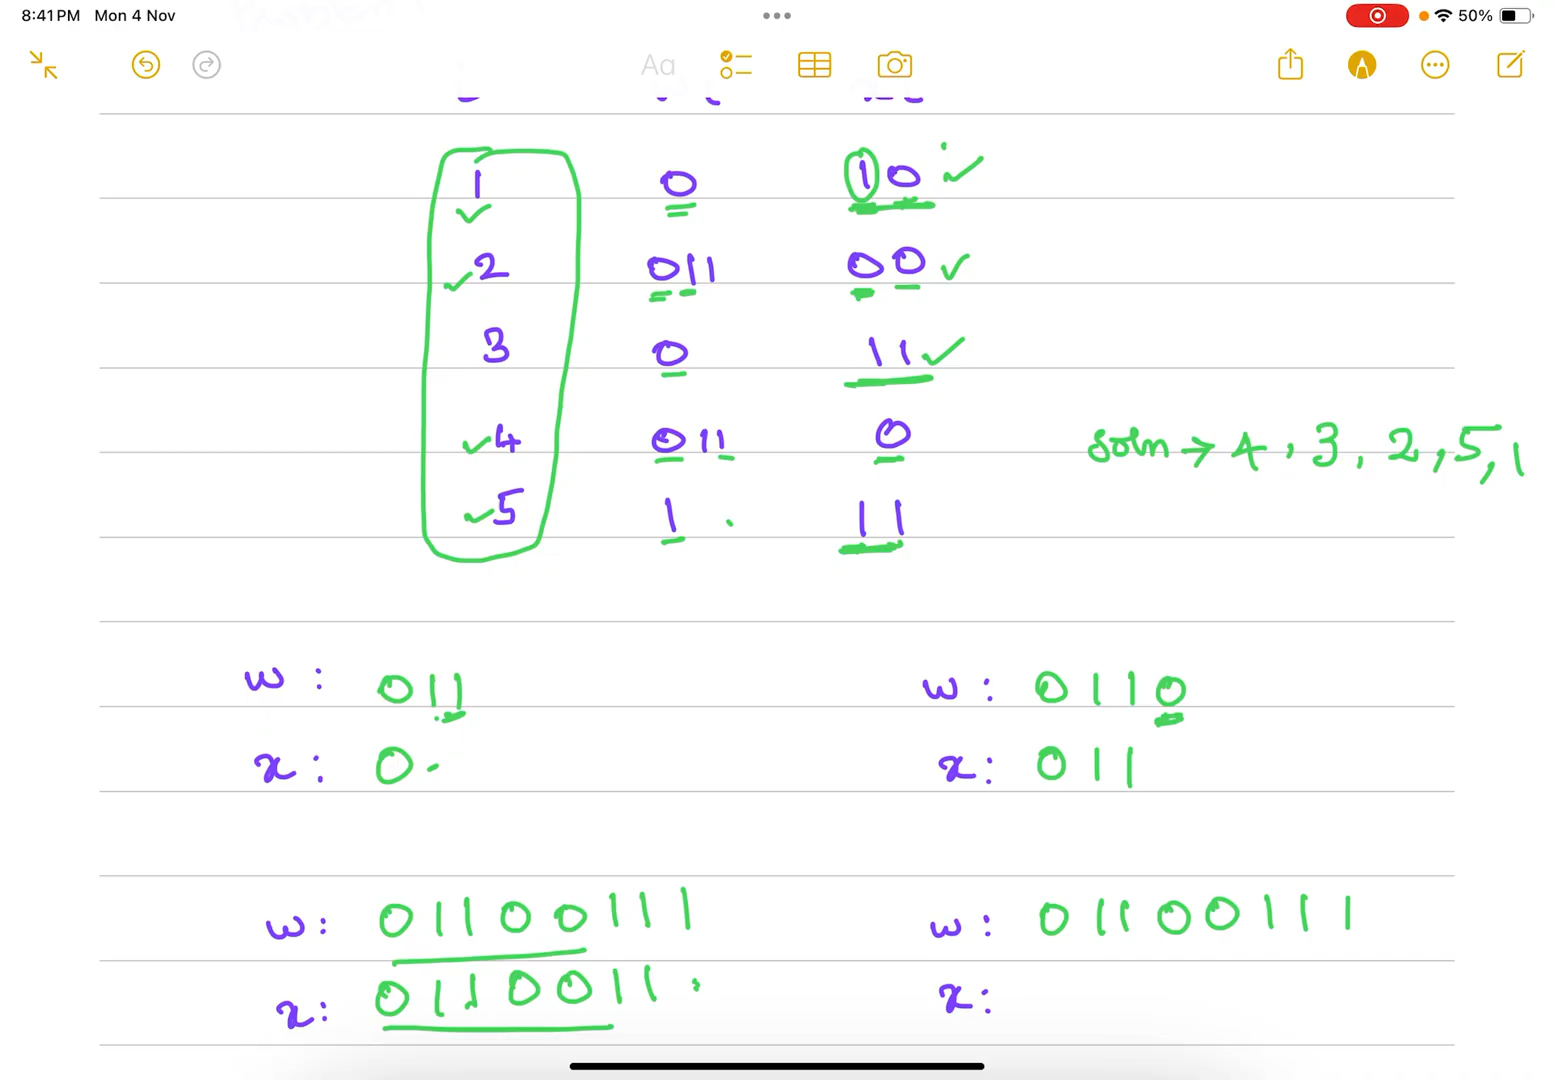 8:41 PM Mon 4 Nov 50%
Aa
1 0 10
2 011 00
3 0 11
4 011 0 soln → 4, 3, 2, 5, 1
5 1 11
w: 011 w: 0110
x: 0 x: 011
w: 01100111 w: 01100111
x: 0110011 x: